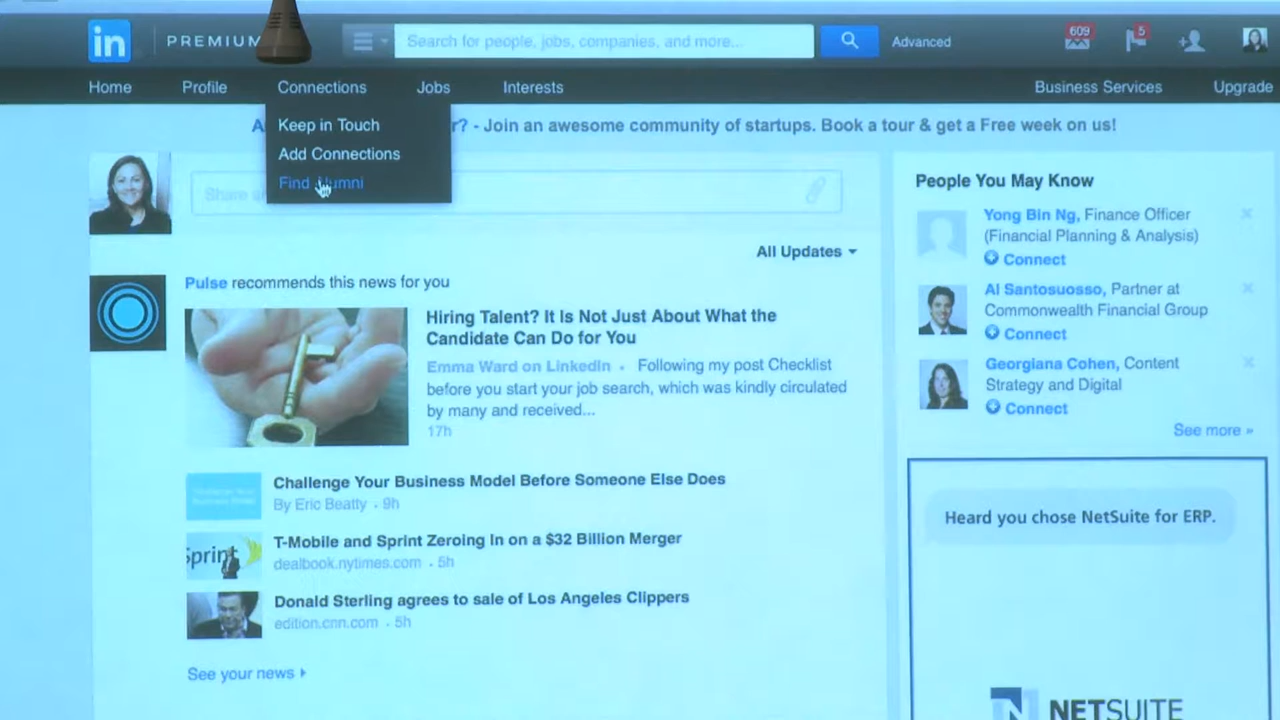 in PREMIUM
Search for people, jobs, companies, and more..
Advanced
609
5
Home Profile Connections Jobs Interests Business Services Upgrade
Keep in Touch
Add Connections
Find
r? - Join an awesome community of startups. Book a tour & get a Free week on us!
Share
All Updates
Pulse recommends this news for you
Hiring Talent? It Is Not Just About What the
Candidate Can Do for You
Emma Ward on LinkedIn • Following my post Checklist
before you start your job search, which was kindly circulated
by many and received...
17h
Challenge Your Business Model Before Someone Else Does
By Eric Beatty • 9h
Sprint
T-Mobile and Sprint Zeroing In on a $32 Billion Merger
dealbook.nytimes.com • 5h
Donald Sterling agrees to sale of Los Angeles Clippers
edition.cnn.com • 5h
See your news
People You May Know
Yong Bin Ng, Finance Officer
(Financial Planning & Analysis)
Connect
Al Santosuosso, Partner at
Commonwealth Financial Group
Connect
Georgiana Cohen, Content
Strategy and Digital
Connect
See more »
Heard you chose NetSuite for ERP.
N NETSUITE